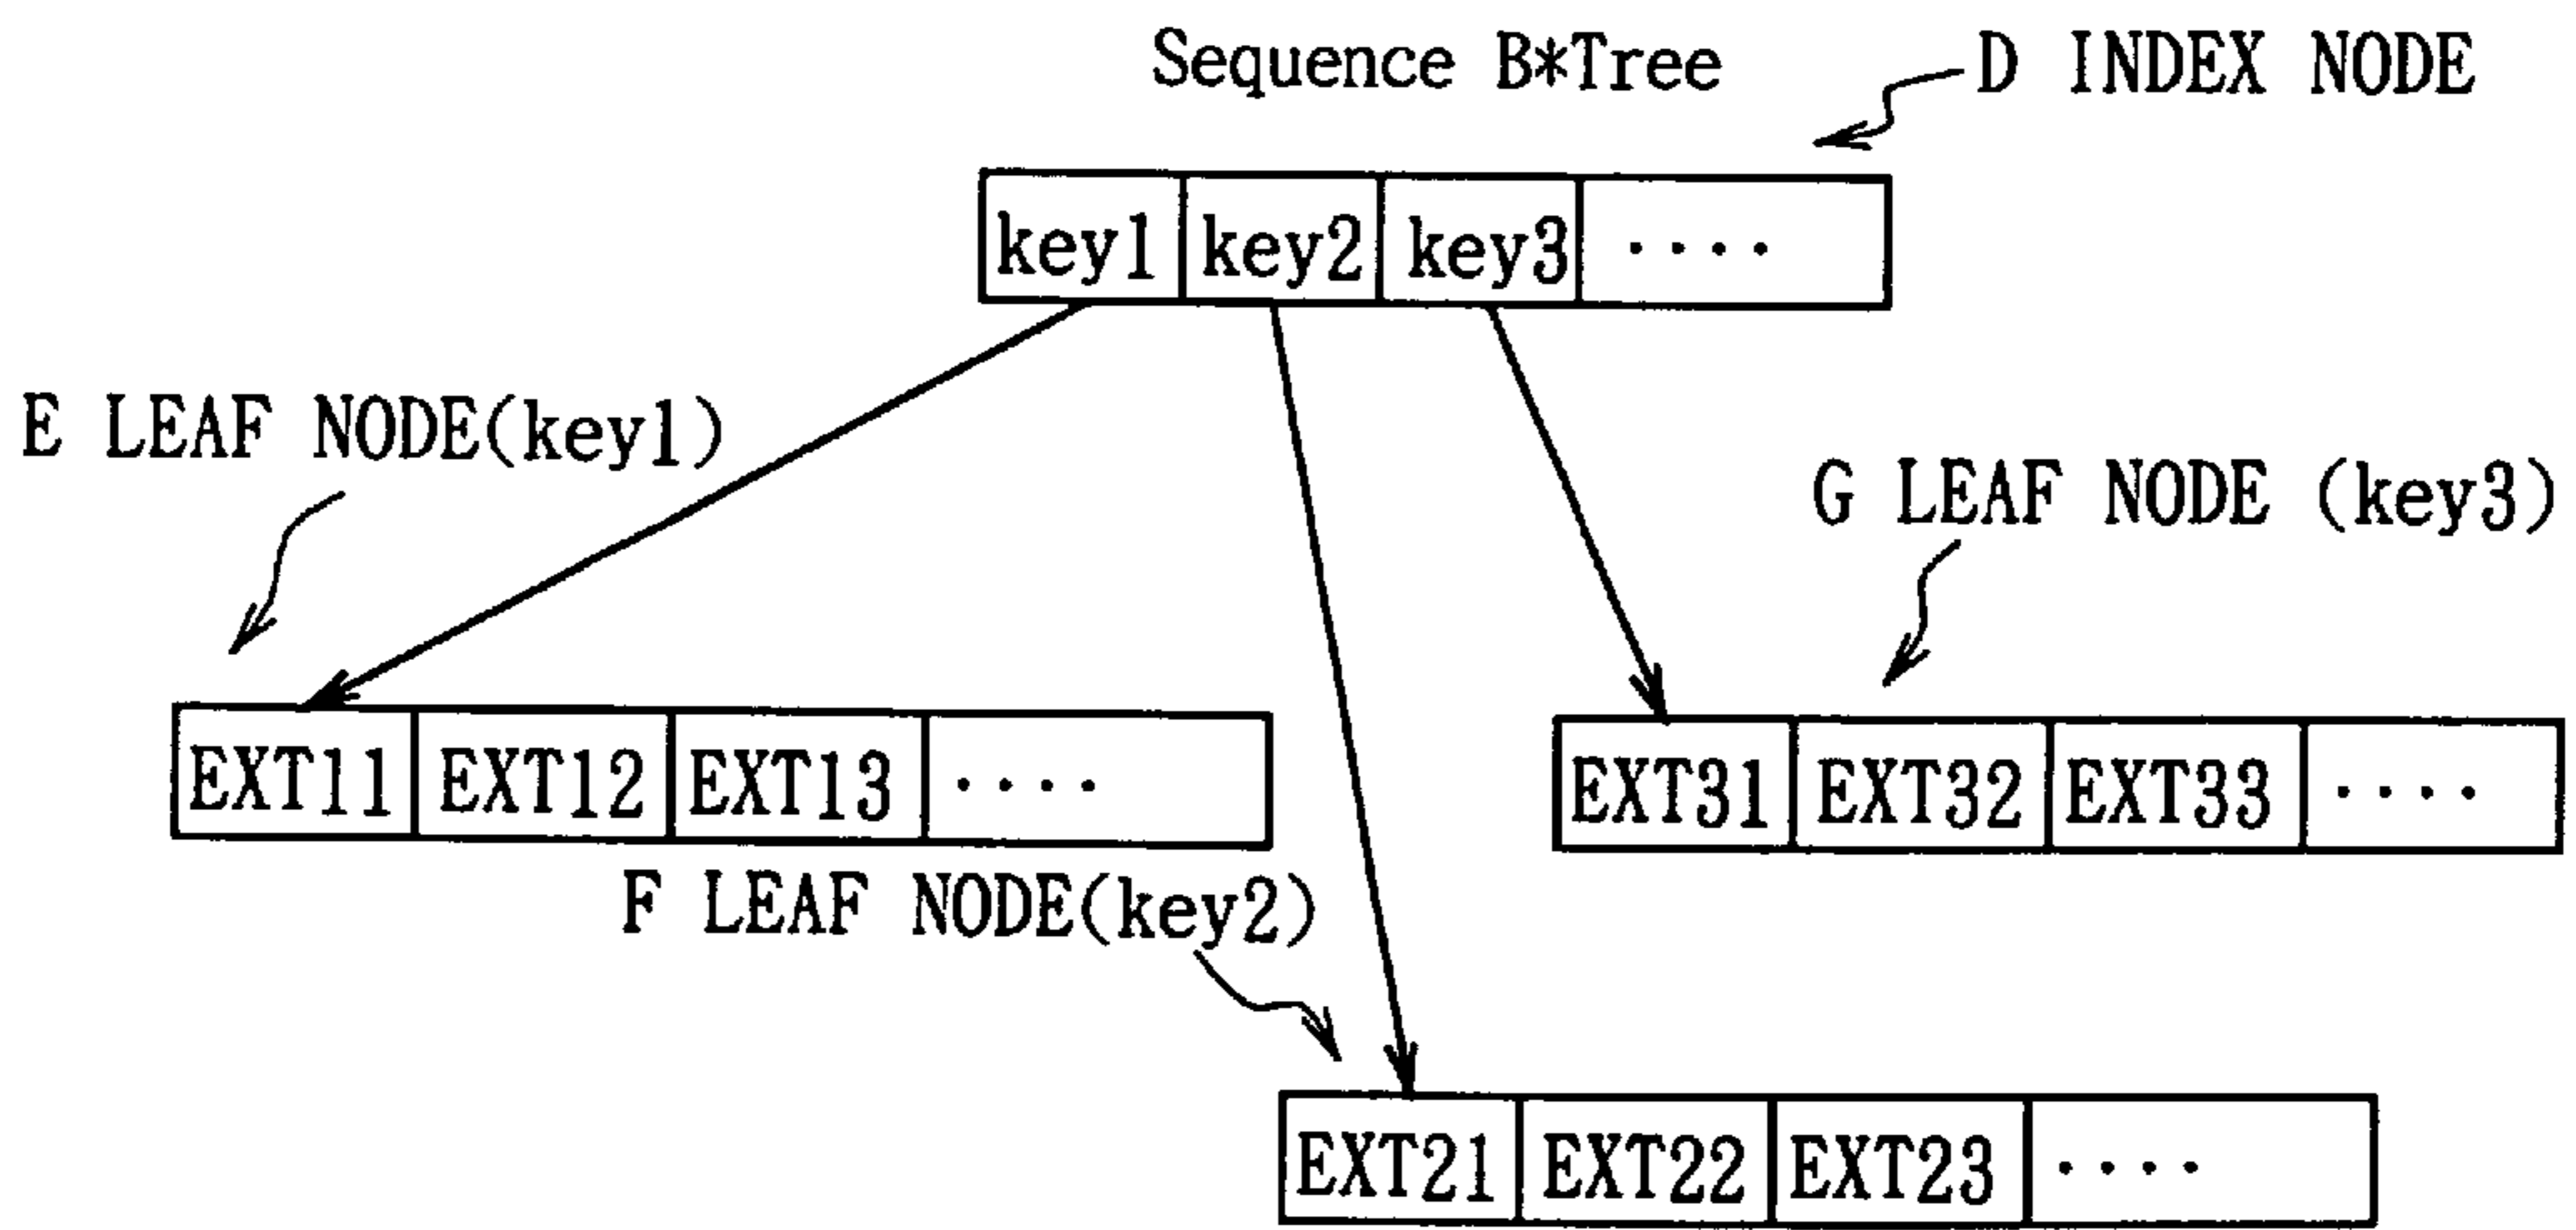 Sequence B*Tree
D INDEX NODE
key1 key2 key3 ····
E LEAF NODE(key1)
G LEAF NODE (key3)
EXT11 EXT12 EXT13 ····
EXT31 EXT32 EXT33 ····
F LEAF NODE(key2)
EXT21 EXT22 EXT23 ····